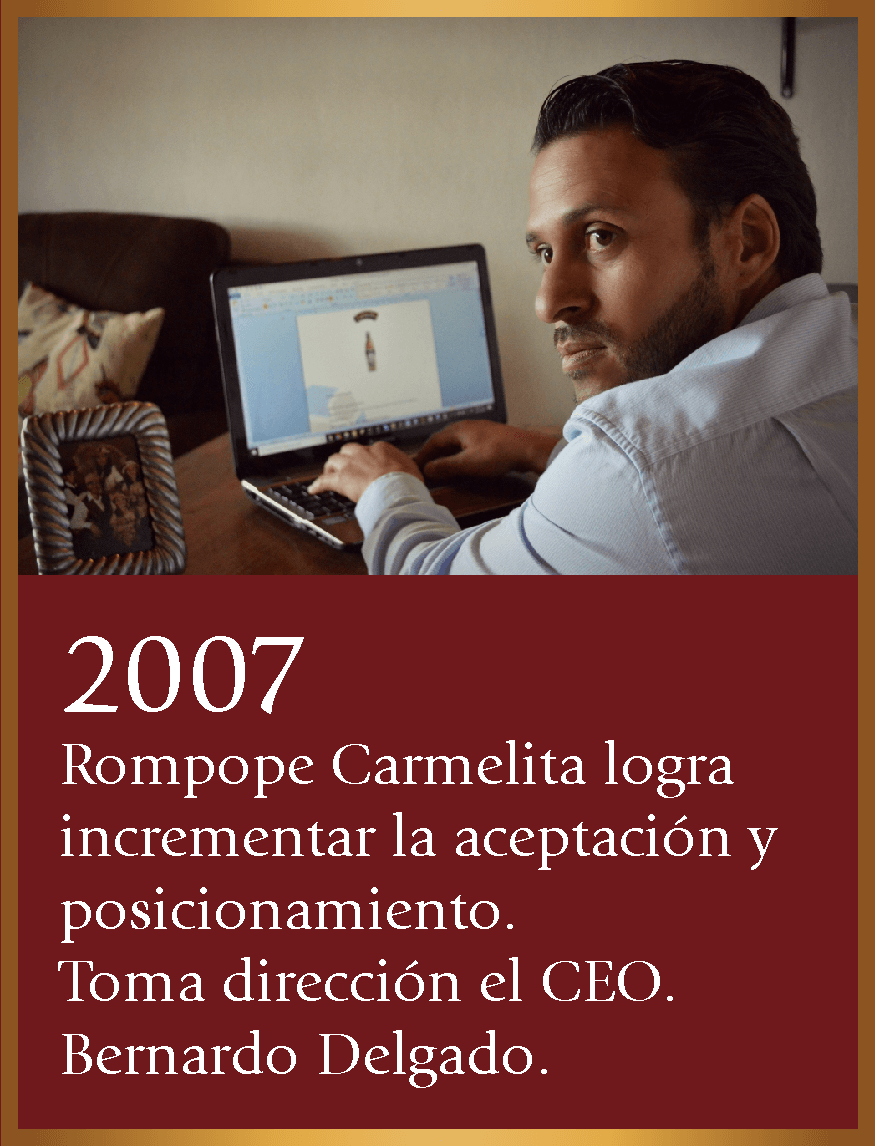 2007
Rompope Carmelita logra
incrementar la aceptación y
posicionamiento.
Toma dirección el CEO.
Bernardo Delgado.